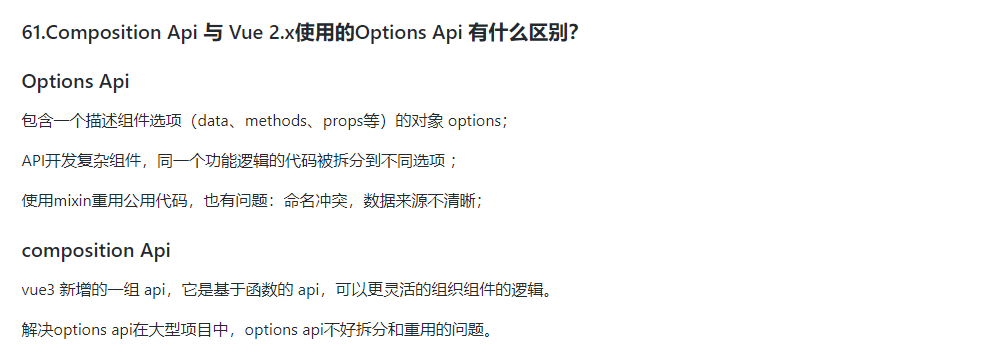 61.Composition Api 与 Vue 2.x使用的Options Api 有什么区别？
Options Api
包含一个描述组件选项（data、methods、props等）的对象 options；
API开发复杂组件，同一个功能逻辑的代码被拆分到不同选项 ；
使用mixin重用公用代码，也有问题：命名冲突，数据来源不清晰；
composition Api
vue3 新增的一组 api，它是基于函数的 api，可以更灵活的组织组件的逻辑。
解决options api在大型项目中，options api不好拆分和重用的问题。